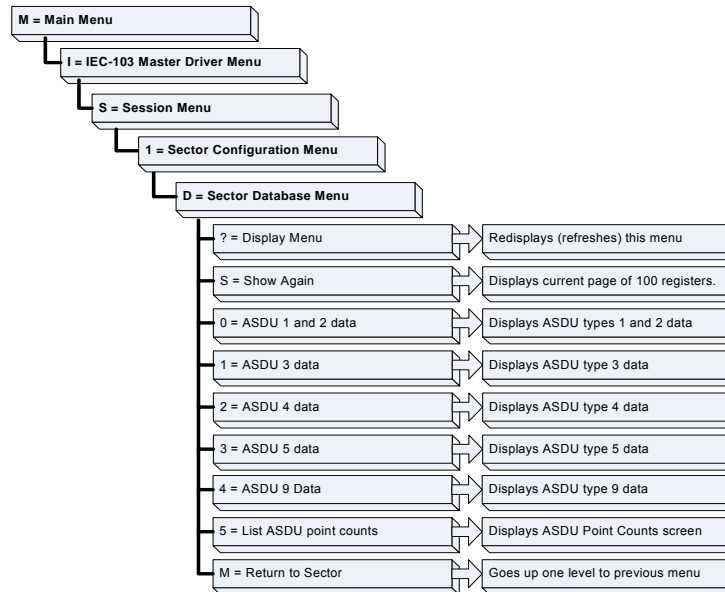 M = Main Menu
I = IEC-103 Master Driver Menu
S = Session Menu
1 = Sector Configuration Menu
D = Sector Database Menu
? = Display Menu
Redisplays (refreshes) this menu
S = Show Again
Displays current page of 100 registers.
0 = ASDU 1 and 2 data
Displays ASDU types 1 and 2 data
1 = ASDU 3 data
Displays ASDU type 3 data
2 = ASDU 4 data
Displays ASDU type 4 data
3 = ASDU 5 data
Displays ASDU type 5 data
4 = ASDU 9 Data
Displays ASDU type 9 data
5 = List ASDU point counts
Displays ASDU Point Counts screen
M = Return to Sector
Goes up one level to previous menu